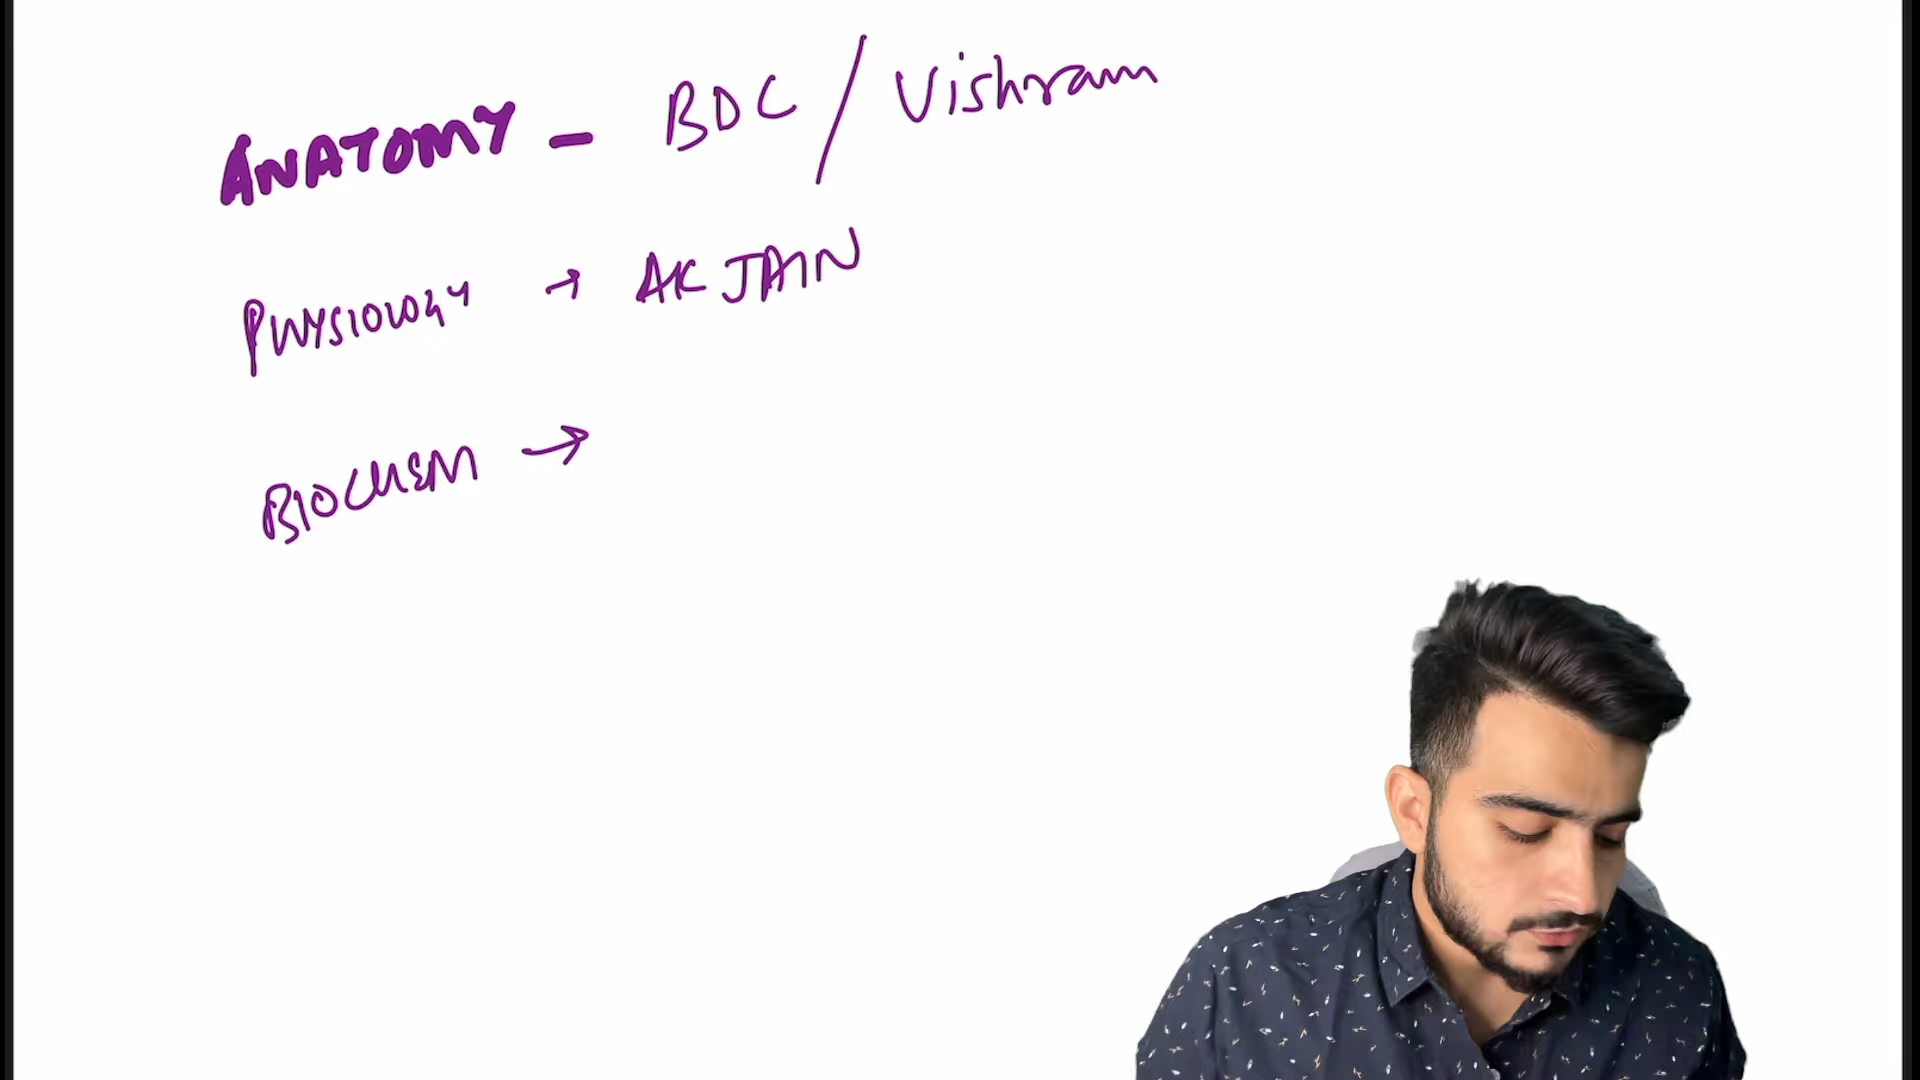 ANATOMY - BDC / Vishram
PHYSIOLOGY → AK JAIN
BIOCHEM →